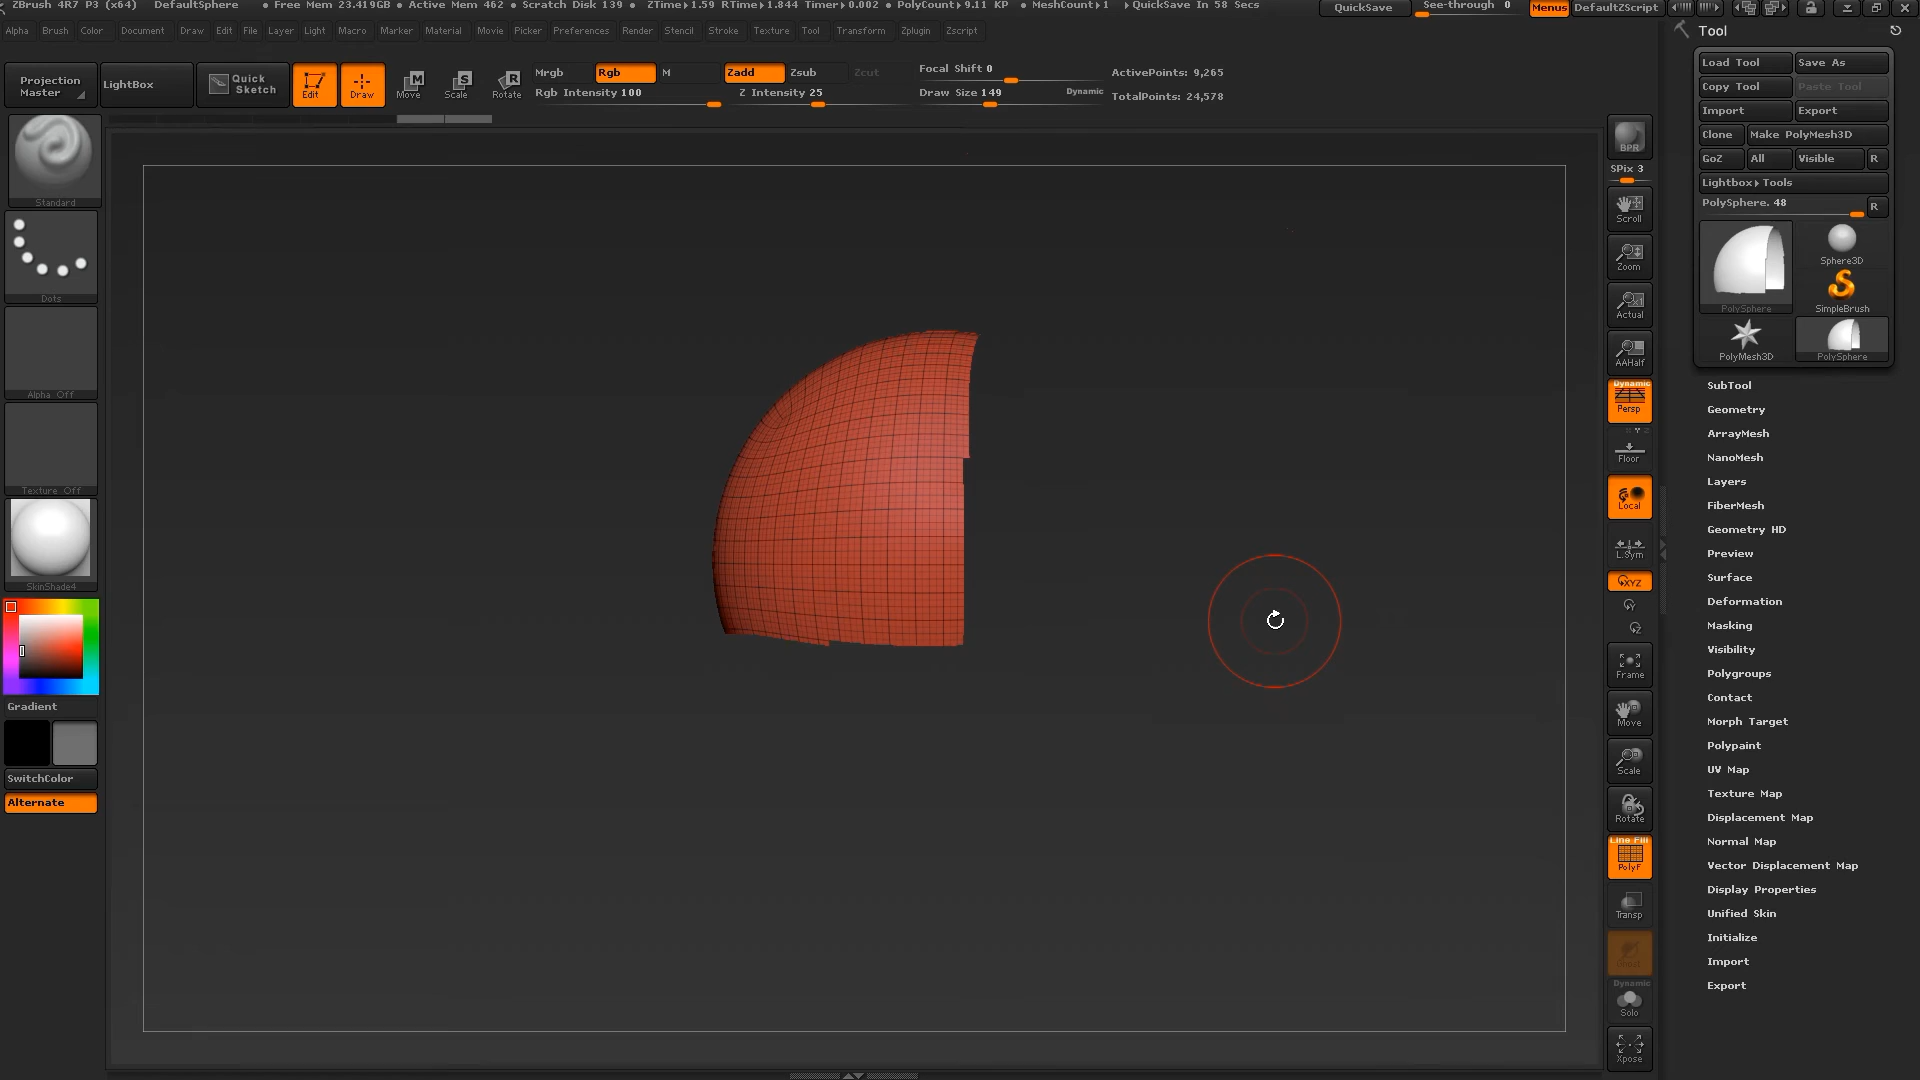 ZBrush 4R7 P3 (x64) DefaultSphere • Free Mem 23.419GB • Active Mem 462 • Scratch Disk 139 • ZTime▸1.59 RTime▸1.844 Timer▸0.002 • PolyCount▸9.11 KP • MeshCount▸1 ▸QuickSave In 58 Secs QuickSave See-through 0 Menus DefaultZScript
Alpha Brush Color Document Draw Edit File Layer Light Macro Marker Material Movie Picker Preferences Render Stencil Stroke Texture Tool Transform Zplugin Zscript
Projection Master
LightBox
Quick Sketch
Edit
Draw
Move
Scale
Rotate
Mrgb Rgb M
Rgb Intensity 100
Zadd Zsub Zcut
Z Intensity 25
Focal Shift 0
Draw Size 149
Dynamic
ActivePoints: 9,265
TotalPoints: 24,578
Standard
Dots
Alpha Off
Texture Off
SkinShade4
Gradient
SwitchColor
Alternate
BPR
SPix 3
Scroll
Zoom
Actual
AAHalf
Dynamic
Persp
Floor
Local
L.Sym
XYZ
Y
Z
Frame
Move
Scale
Rotate
Line Fill
PolyF
Transp
Dynamic
Solo
Xpose
Tool
Load Tool Save As
Copy Tool Paste Tool
Import Export
Clone Make PolyMesh3D
GoZ All Visible R
Lightbox▸Tools
PolySphere. 48 R
PolySphere
Sphere3D
SimpleBrush
PolyMesh3D
PolySphere
SubTool
Geometry
ArrayMesh
NanoMesh
Layers
FiberMesh
Geometry HD
Preview
Surface
Deformation
Masking
Visibility
Polygroups
Contact
Morph Target
Polypaint
UV Map
Texture Map
Displacement Map
Normal Map
Vector Displacement Map
Display Properties
Unified Skin
Initialize
Import
Export